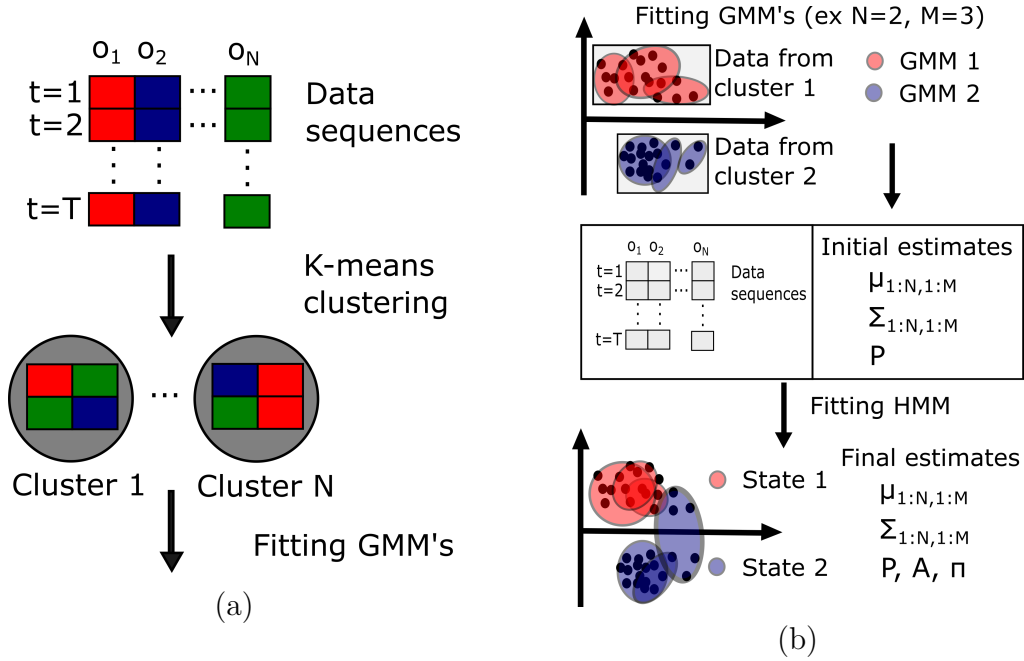 o₁ o₂ o_N
t=1 ...
t=2 ...
t=T
Data
sequences
K-means
clustering
...
Cluster 1
Cluster N
Fitting GMM's
(a)
Fitting GMM's (ex N=2, M=3)
Data from
cluster 1
GMM 1
GMM 2
Data from
cluster 2
o₁ o₂ o_N
t=1 ...
t=2 ...
t=T
Data
sequences
Initial estimates
μ1:N,1:M
Σ1:N,1:M
P
Fitting HMM
State 1
State 2
Final estimates
μ1:N,1:M
Σ1:N,1:M
P, A, π
(b)